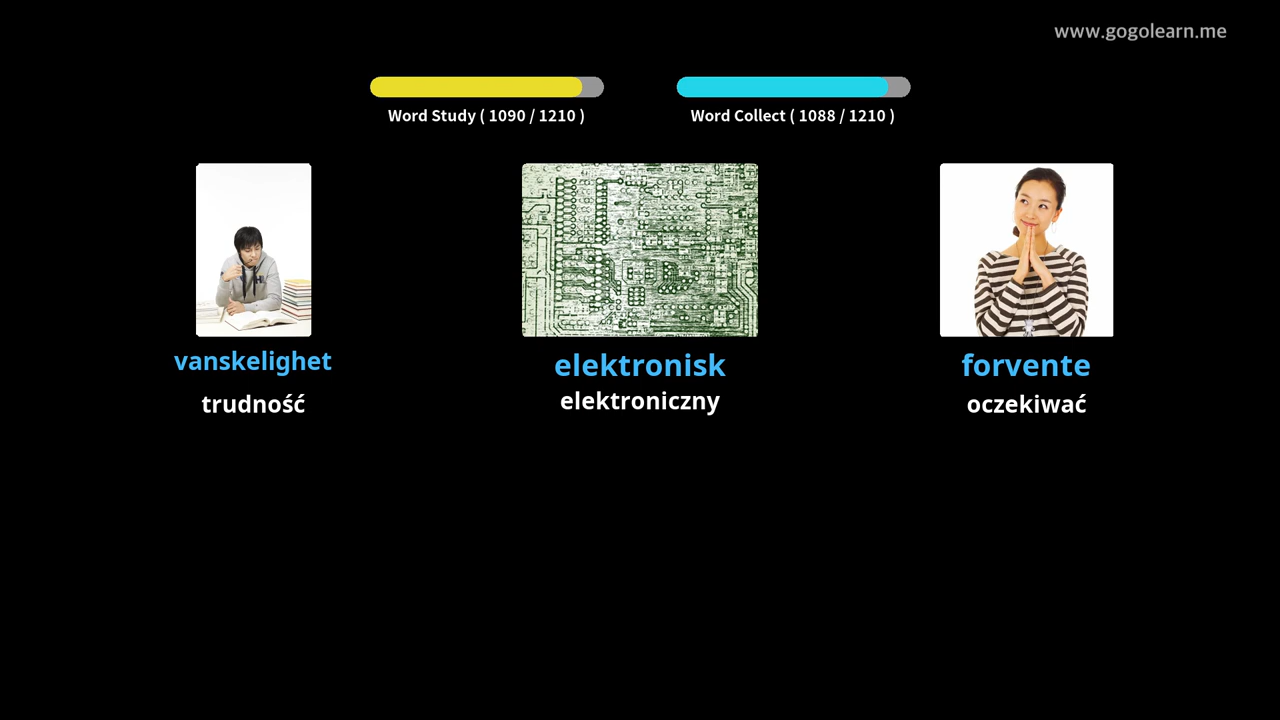 www.gogolearn.me
Word Study ( 1090 / 1210 )
Word Collect ( 1088 / 1210 )
vanskelighet
trudność
elektronisk
elektroniczny
forvente
oczekiwać